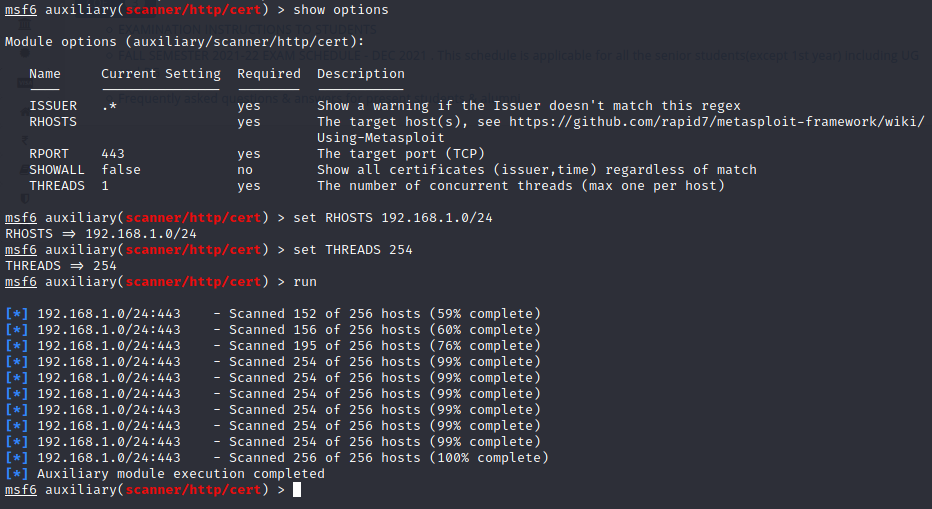 msf6 auxiliary(scanner/http/cert) > show options
Module options (auxiliary/scanner/http/cert):
Name Current Setting Required Description
---- --------------- -------- -----------
ISSUER .* yes Show a warning if the Issuer doesn't match this regex
RHOSTS yes The target host(s), see https://github.com/rapid7/metasploit-framework/wiki/
Using-Metasploit
RPORT 443 yes The target port (TCP)
SHOWALL false no Show all certificates (issuer,time) regardless of match
THREADS 1 yes The number of concurrent threads (max one per host)
msf6 auxiliary(scanner/http/cert) > set RHOSTS 192.168.1.0/24
RHOSTS => 192.168.1.0/24
msf6 auxiliary(scanner/http/cert) > set THREADS 254
THREADS => 254
msf6 auxiliary(scanner/http/cert) > run
[*] 192.168.1.0/24:443 - Scanned 152 of 256 hosts (59% complete)
[*] 192.168.1.0/24:443 - Scanned 156 of 256 hosts (60% complete)
[*] 192.168.1.0/24:443 - Scanned 195 of 256 hosts (76% complete)
[*] 192.168.1.0/24:443 - Scanned 254 of 256 hosts (99% complete)
[*] 192.168.1.0/24:443 - Scanned 254 of 256 hosts (99% complete)
[*] 192.168.1.0/24:443 - Scanned 254 of 256 hosts (99% complete)
[*] 192.168.1.0/24:443 - Scanned 254 of 256 hosts (99% complete)
[*] 192.168.1.0/24:443 - Scanned 254 of 256 hosts (99% complete)
[*] 192.168.1.0/24:443 - Scanned 254 of 256 hosts (99% complete)
[*] 192.168.1.0/24:443 - Scanned 256 of 256 hosts (100% complete)
[*] Auxiliary module execution completed
msf6 auxiliary(scanner/http/cert) >